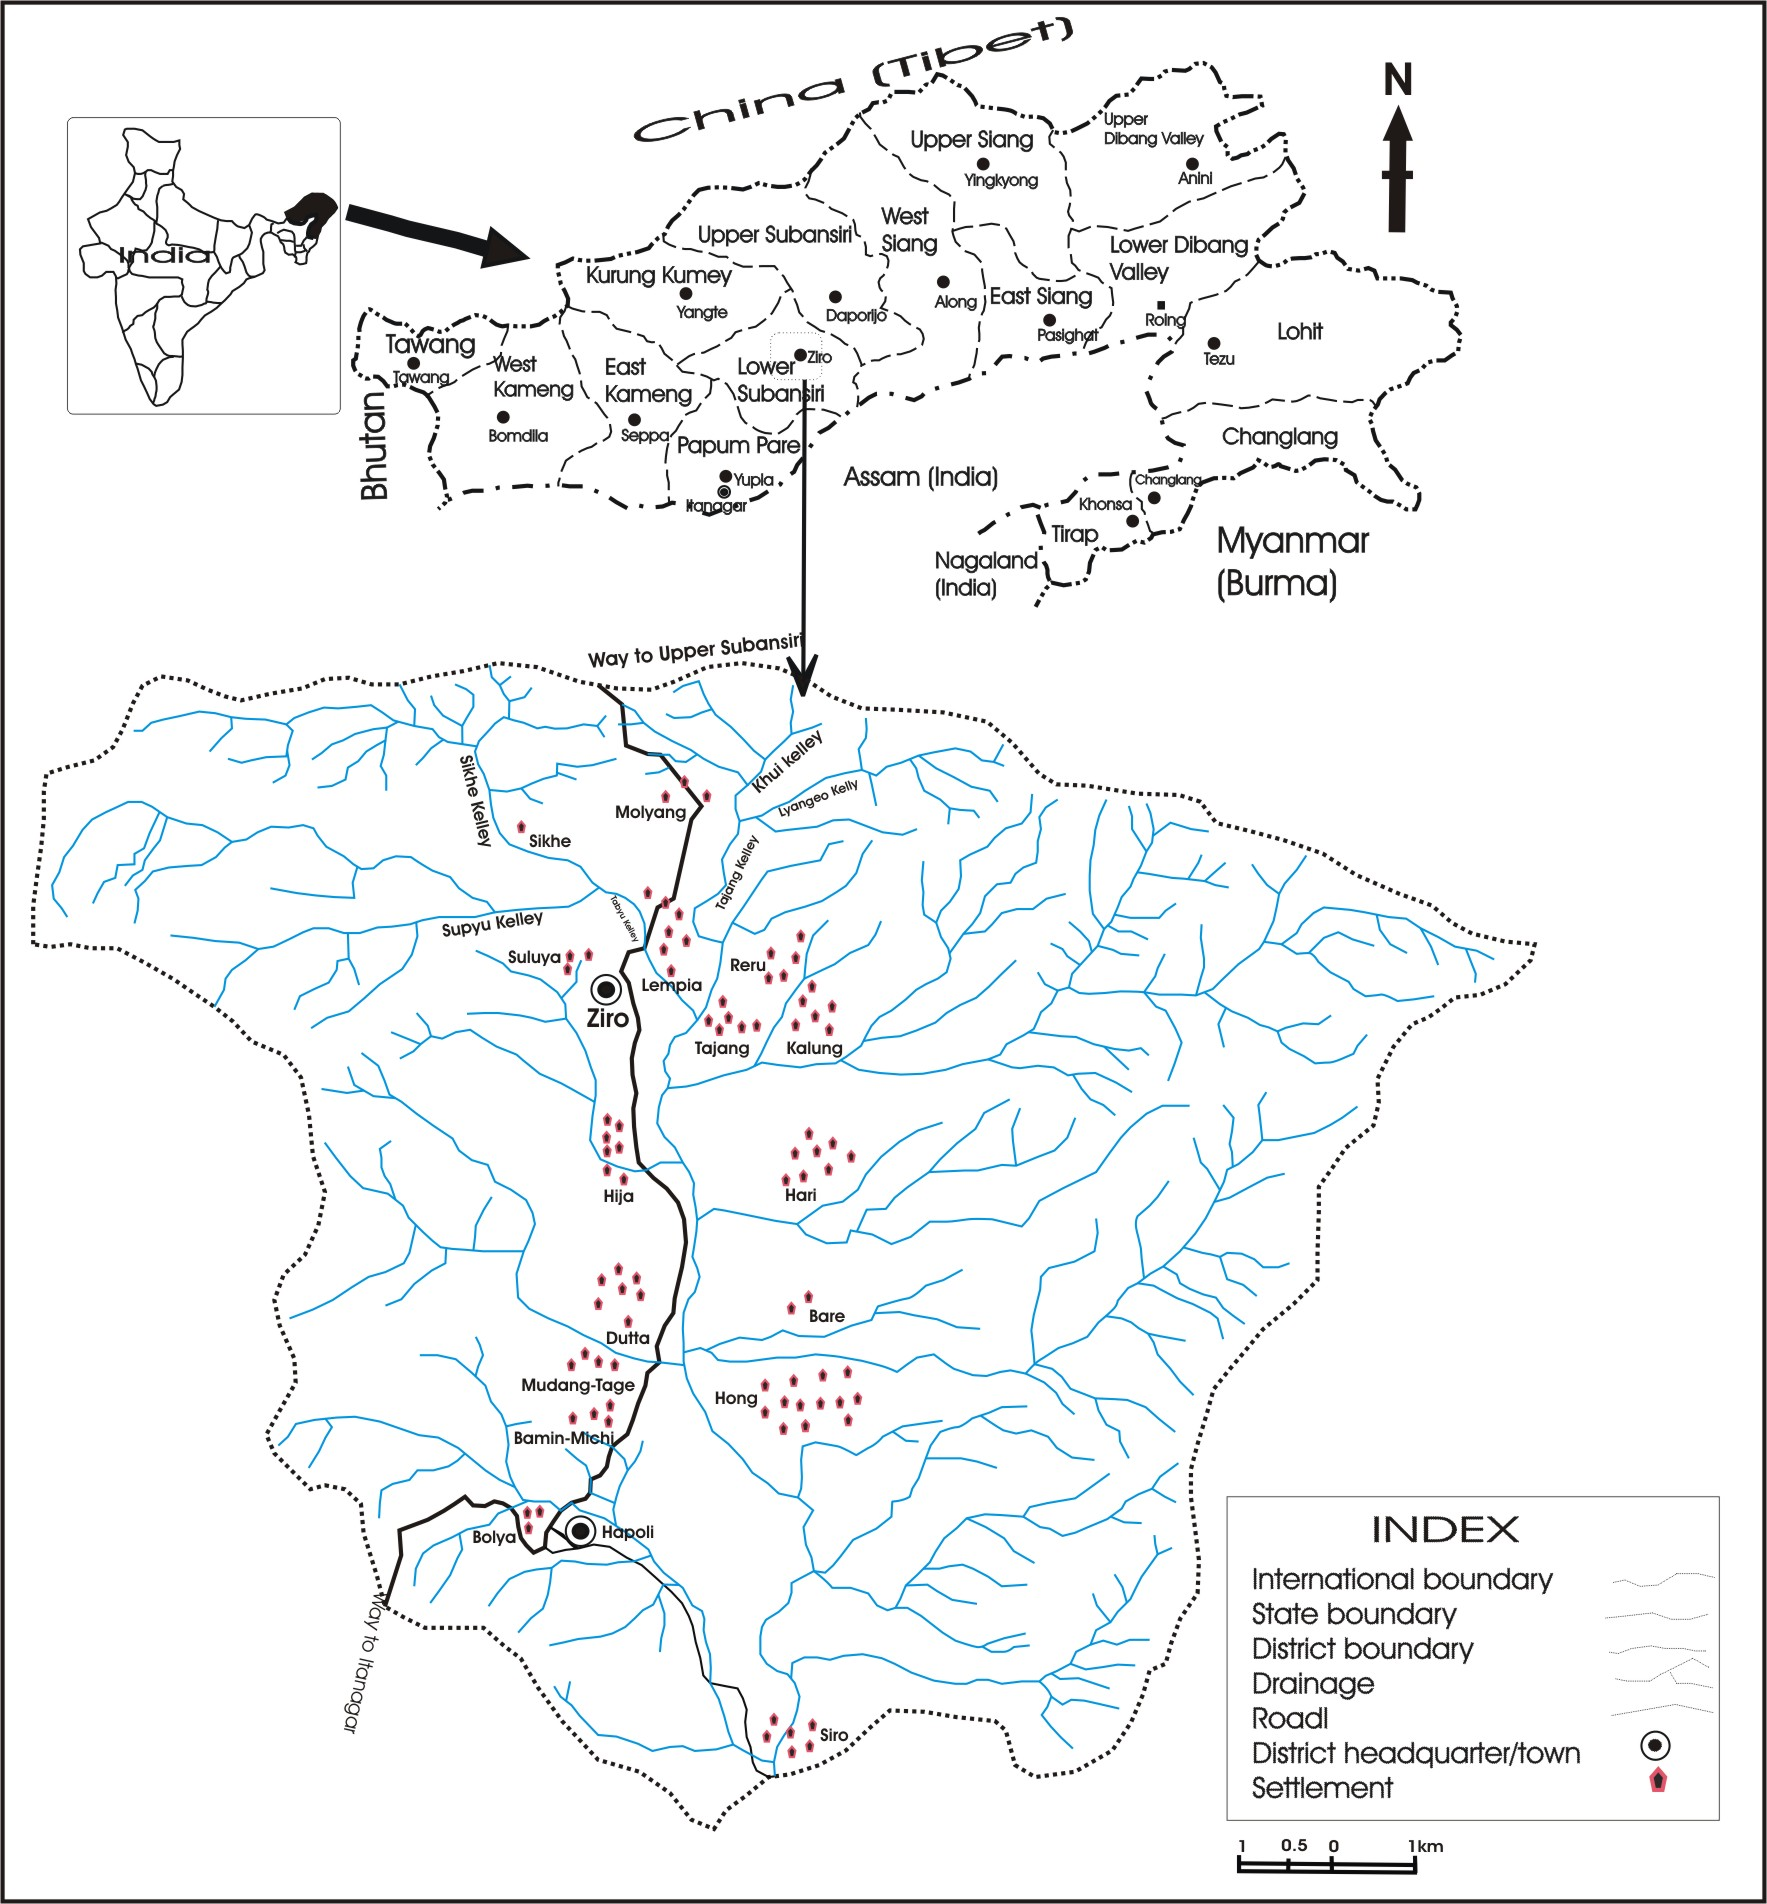 China (Tibet)
N
India
Upper Siang
Yingkyong
Upper
Dibang Valley
Anini
West
Siang
Along
Upper Subansiri
Daporijo
Kurung Kumey
Yangte
Lower Dibang
Valley
Roing
East Siang
Pasighat
Lohit
Tezu
Tawang
Tawang
West
Kameng
Bomdila
East
Kameng
Seppa
Lower
Subansiri
Ziro
Papum Pare
Yupia
Itanagar
Bhutan
Assam (India)
Changlang
Changlang
Khonsa
Tirap
Nagaland
(India)
Myanmar
(Burma)
Way to Upper Subansiri
Khui kelley
Lyangeo Kelly
Sikhe Kelley
Molyang
Sikhe
Tajang Kelley
Tabyu Kelley
Supyu Kelley
Suluya
Lempia
Reru
Ziro
Tajang
Kalung
Hija
Hari
Dutta
Bare
Mudang-Tage
Hong
Bamin-Michi
Bolya
Hapoli
Way to Itanagar
Siro
INDEX
International boundary
State boundary
District boundary
Drainage
Roadl
District headquarter/town
Settlement
1 0.5 0 1km